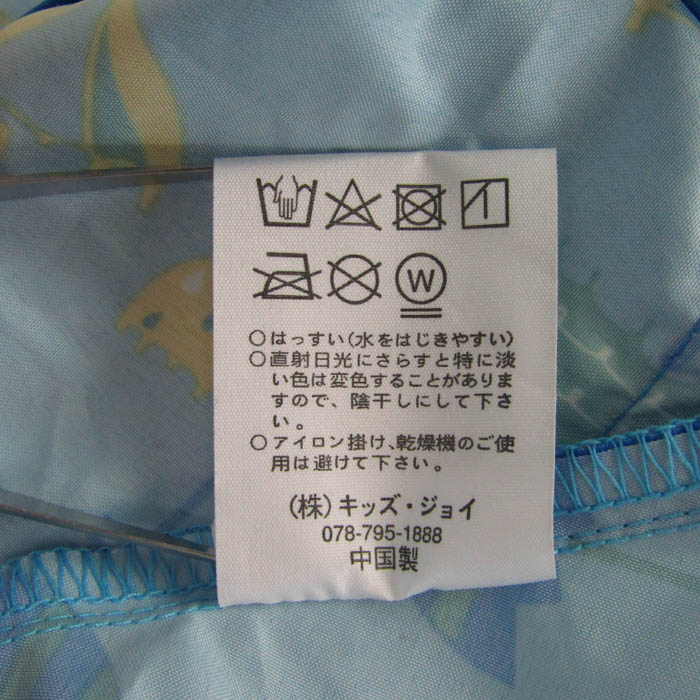 W
○はっすい(水をはじきやすい)
○直射日光にさらすと特に淡
い色は変色することがありま
すので、陰干しにして下さ
い。
○アイロン掛け、乾燥機のご使
用は避けて下さい。
(株)キッズ・ジョイ
078-795-1888
中国製